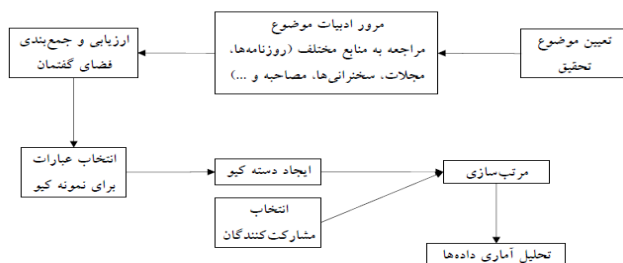 تعیین موضوع
تحقیق
مرور ادبیات موضوع
مراجعه به منابع مختلف (روزنامه‌ها،
مجلات، سخنرانی‌ها، مصاحبه و ...)
ارزیابی و جمع‌بندی
فضای گفتمان
انتخاب عبارات
برای نمونه کیو
ایجاد دسته کیو
انتخاب
مشارکت‌کنندگان
مرتب‌سازی
تحلیل آماری داده‌ها